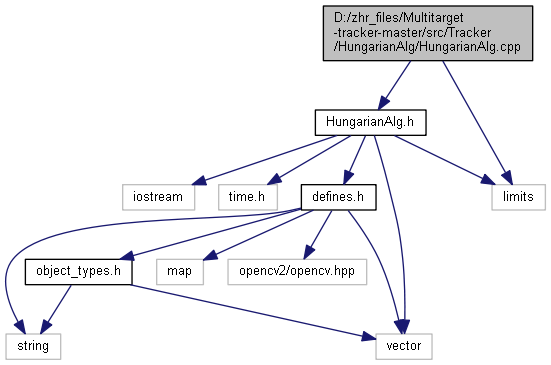 D:/zhr_files/Multitarget
-tracker-master/src/Tracker
/HungarianAlg/HungarianAlg.cpp
HungarianAlg.h
iostream
time.h
defines.h
limits
object_types.h
map
opencv2/opencv.hpp
string
vector